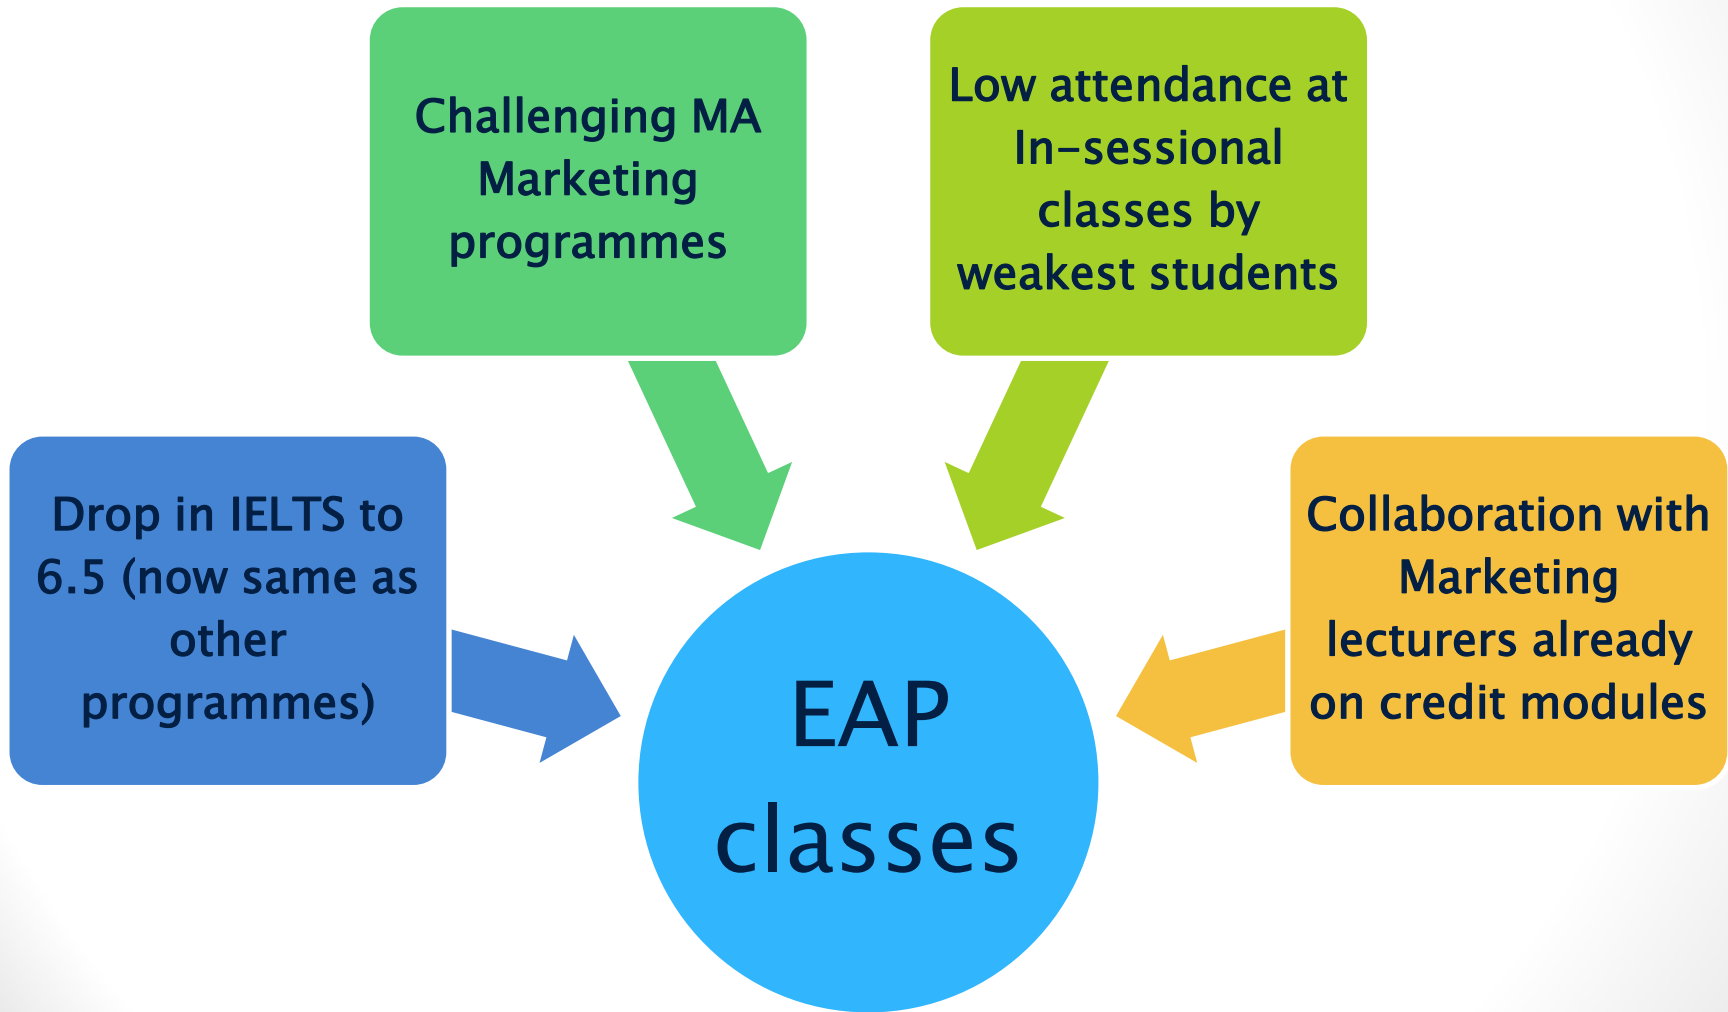 Challenging MA
Marketing
programmes
Low attendance at
In-sessional
classes by
weakest students
Drop in IELTS to
6.5 (now same as
other
programmes)
Collaboration with
Marketing
lecturers already
on credit modules
EAP
classes